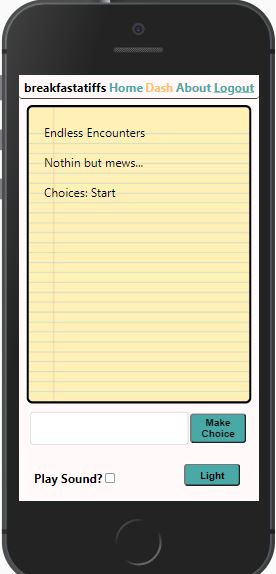 breakfastatiffs Home Dash About Logout
Endless Encounters
Nothin but mews...
Choices: Start
Make
Choice
Play Sound?
Light